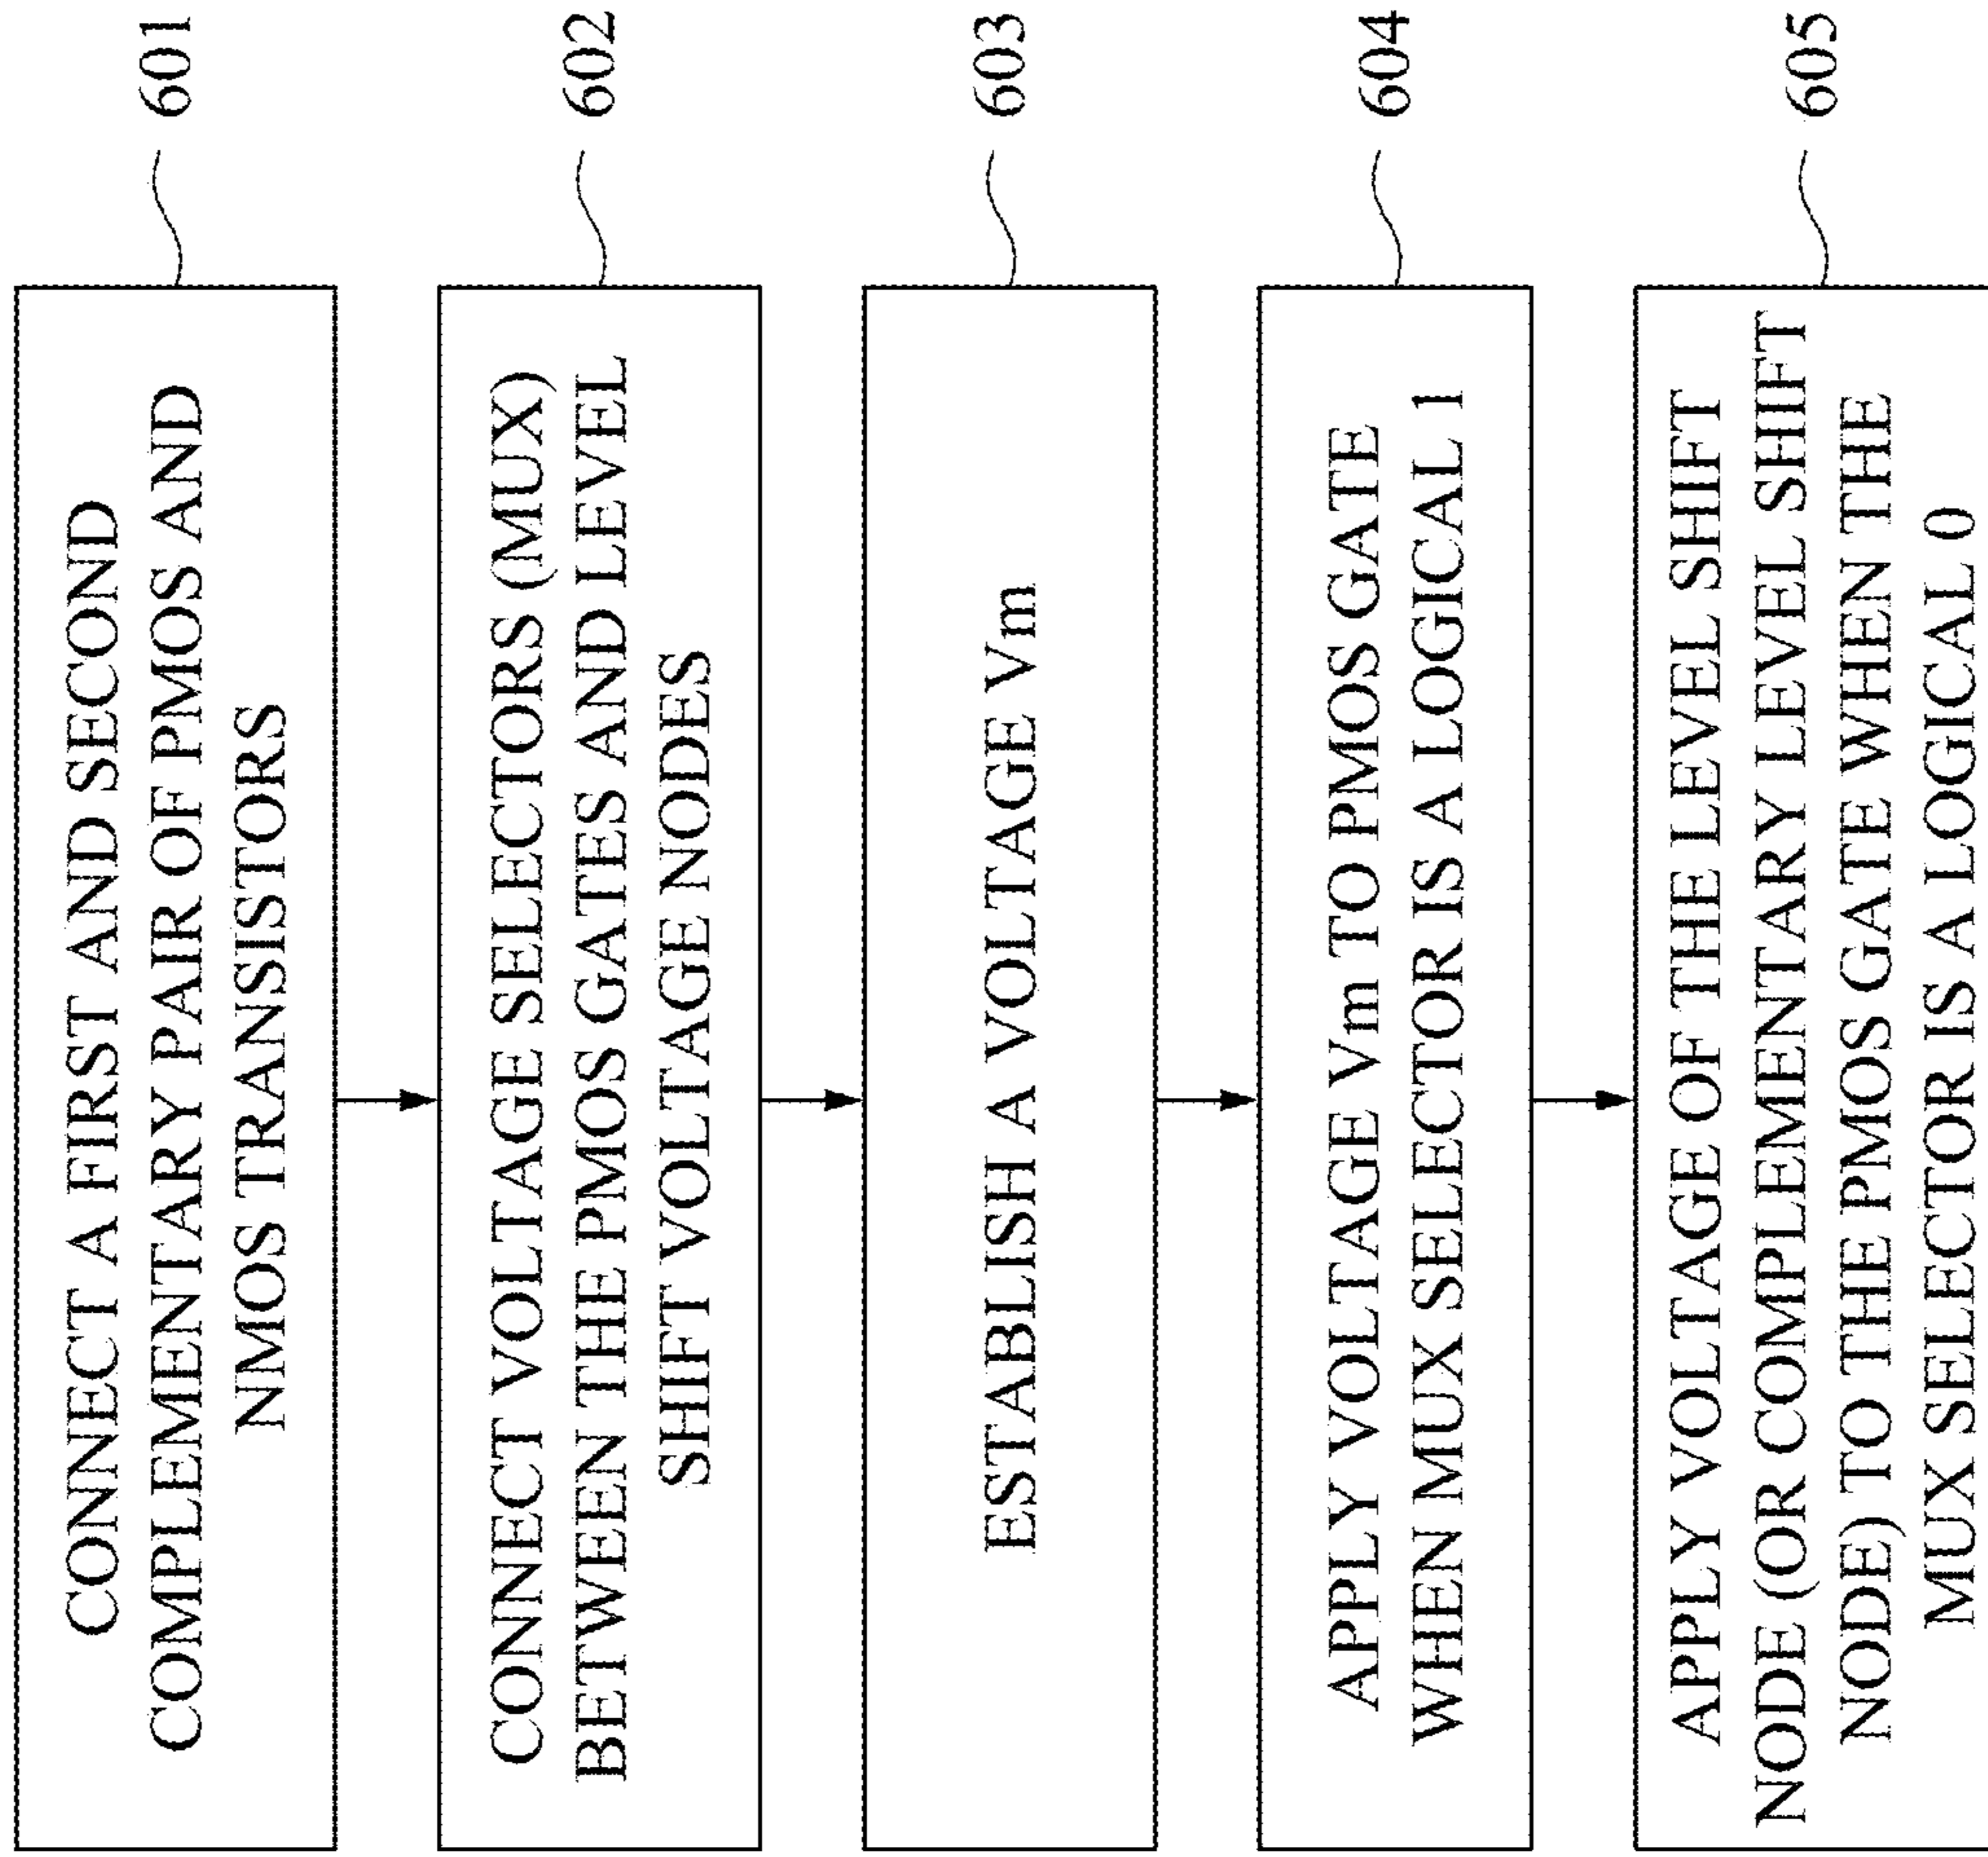 CONNECT A FIRST AND SECOND
COMPLEMENTARY PAIR OF PMOS AND
NMOS TRANSISTORS
601
CONNECT VOLTAGE SELECTORS (MUX)
BETWEEN THE PMOS GATES AND LEVEL
SHIFT VOLTAGE NODES
602
ESTABLISH A VOLTAGE Vm
603
APPLY VOLTAGE Vm TO PMOS GATE
WHEN MUX SELECTOR IS A LOGICAL 1
604
APPLY VOLTAGE OF THE LEVEL SHIFT
NODE (OR COMPLEMENTARY LEVEL SHIFT
NODE) TO THE PMOS GATE WHEN THE
MUX SELECTOR IS A LOGICAL 0
605